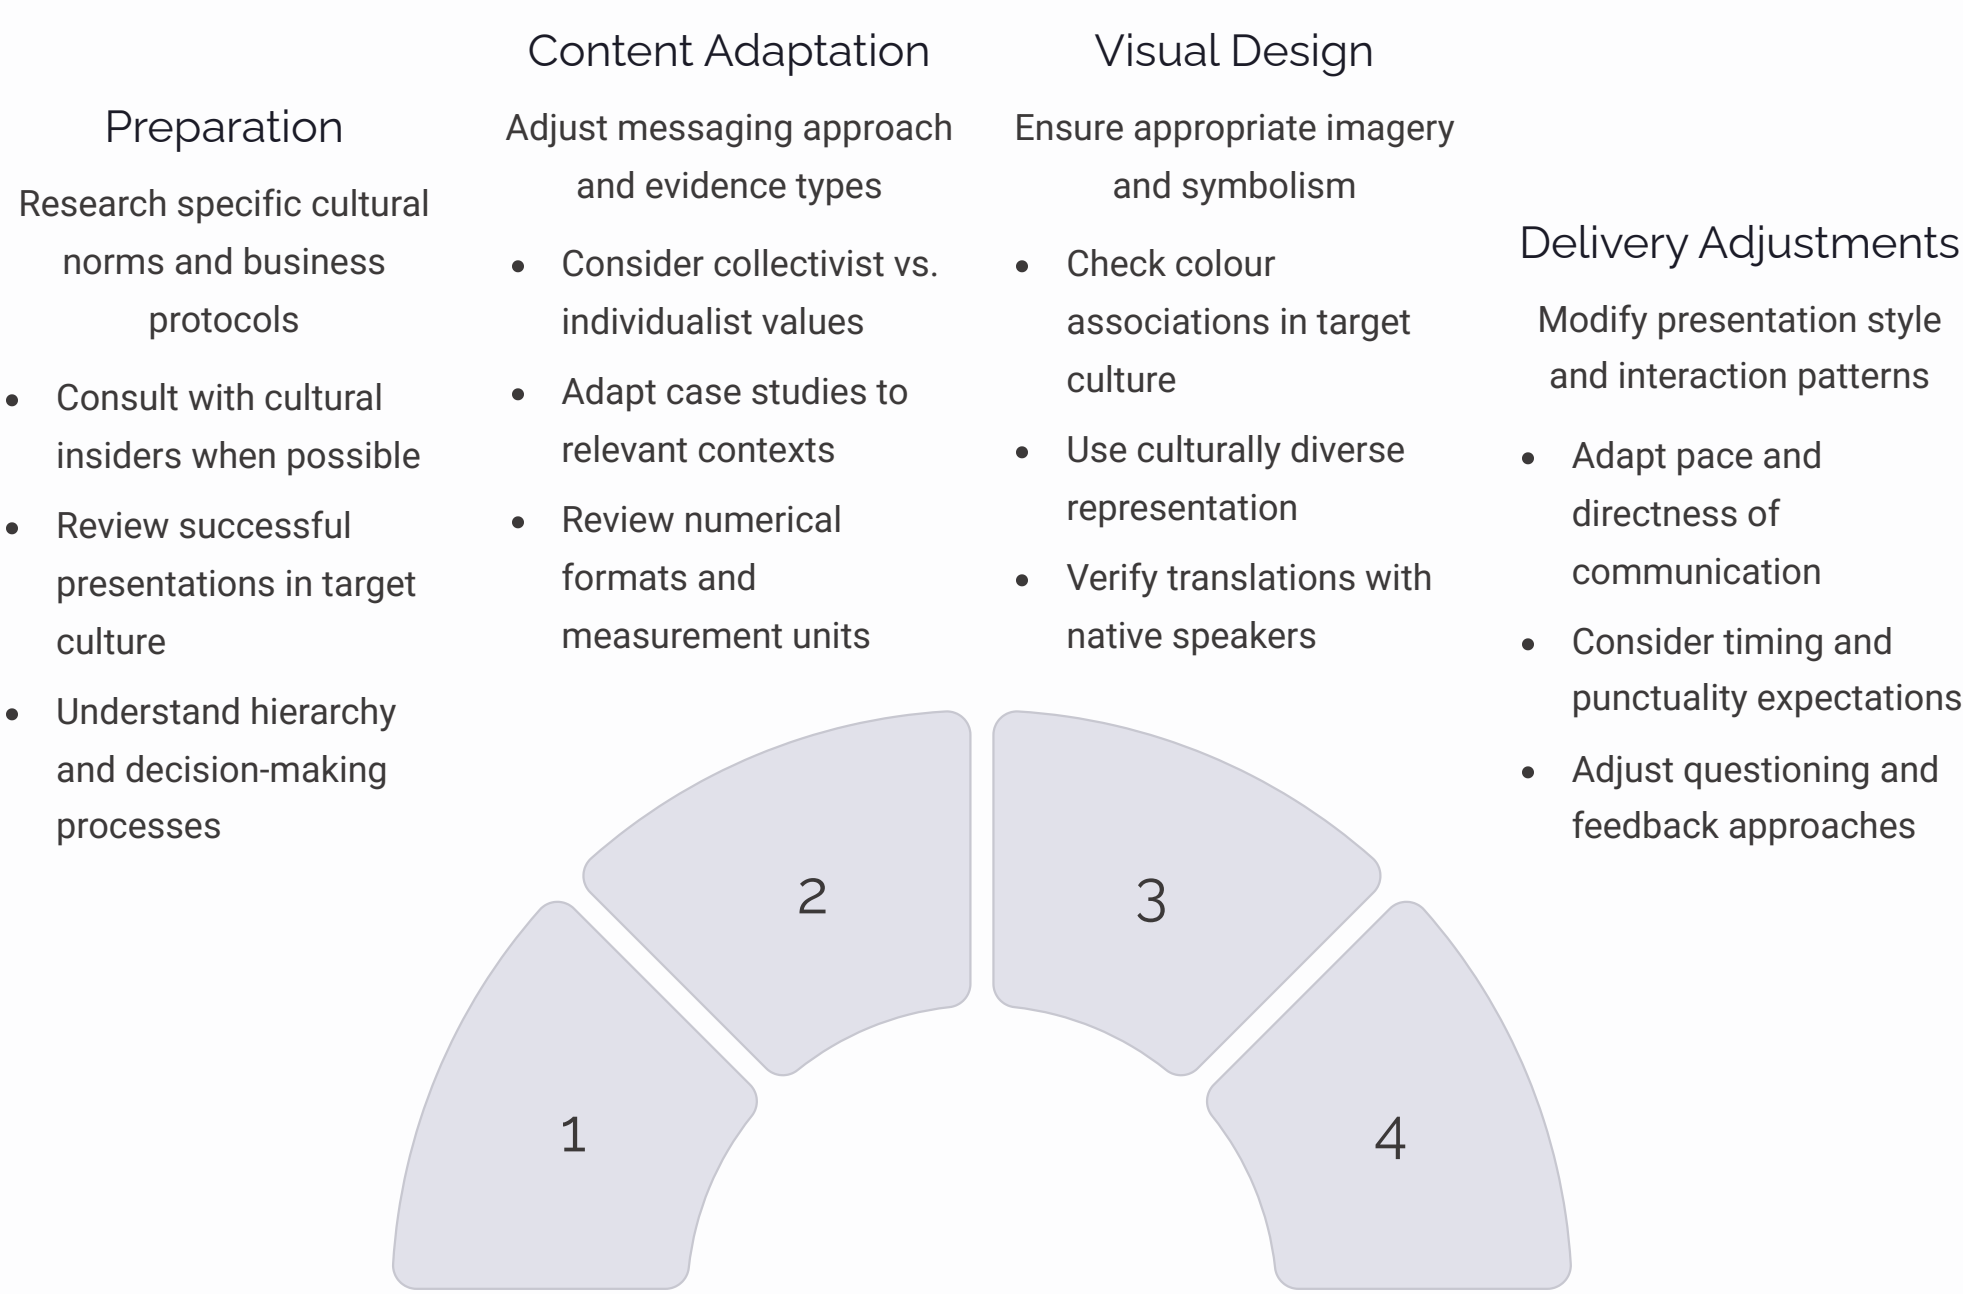 Preparation
Research specific cultural
norms and business
protocols
• Consult with cultural
insiders when possible
• Review successful
presentations in target
culture
• Understand hierarchy
and decision-making
processes
Content Adaptation
Adjust messaging approach
and evidence types
• Consider collectivist vs.
individualist values
• Adapt case studies to
relevant contexts
• Review numerical
formats and
measurement units
Visual Design
Ensure appropriate imagery
and symbolism
• Check colour
associations in target
culture
• Use culturally diverse
representation
• Verify translations with
native speakers
Delivery Adjustments
Modify presentation style
and interaction patterns
• Adapt pace and
directness of
communication
• Consider timing and
punctuality expectations
• Adjust questioning and
feedback approaches
1
2
3
4